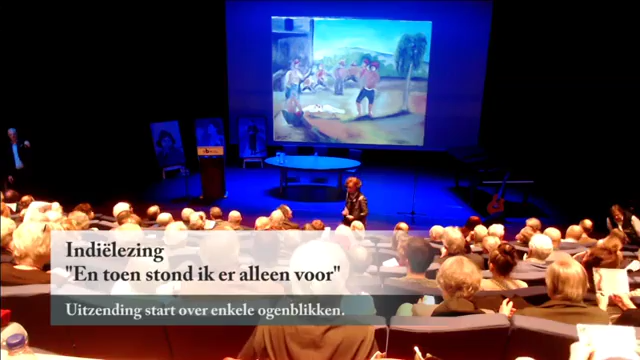 Indiëlezing
"En toen stond ik er alleen voor"
Uitzending start over enkele ogenblikken.